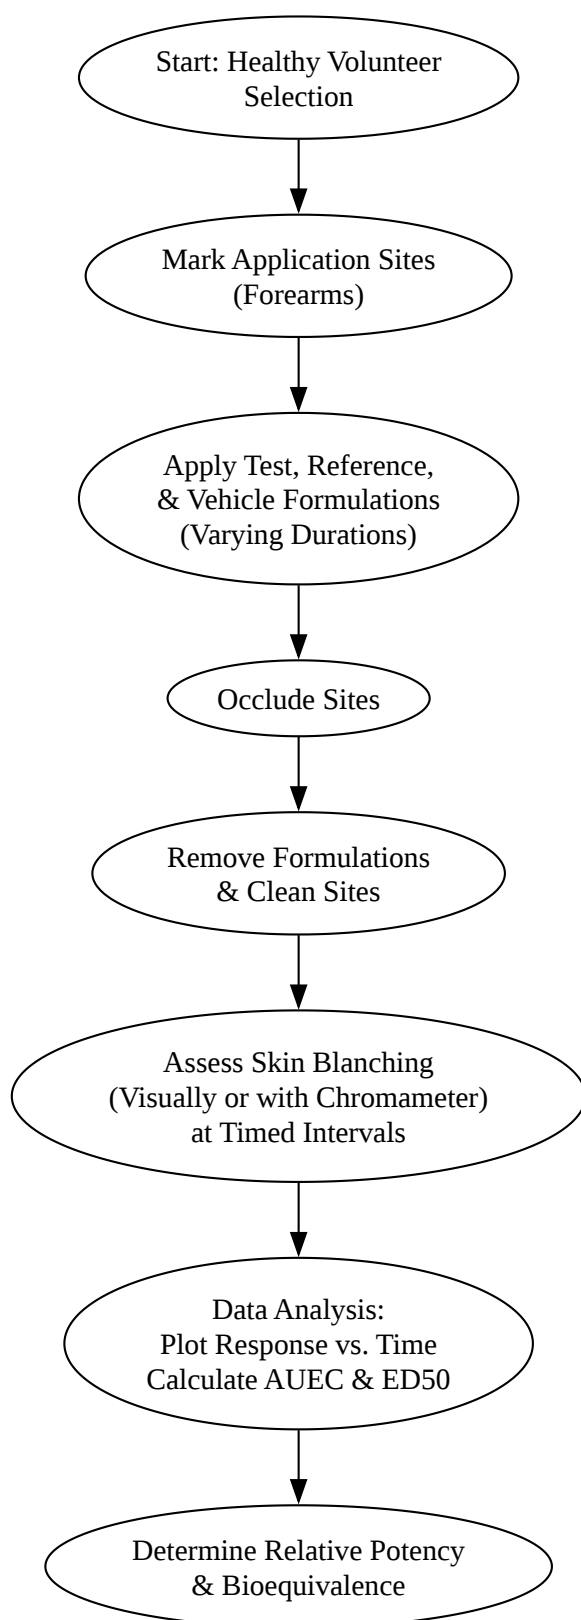 Start: Healthy Volunteer
Selection
Mark Application Sites
(Forearms)
Apply Test, Reference,
& Vehicle Formulations
(Varying Durations)
Occlude Sites
Remove Formulations
& Clean Sites
Assess Skin Blanching
(Visually or with Chromameter)
at Timed Intervals
Data Analysis:
Plot Response vs. Time
Calculate AUEC & ED50
Determine Relative Potency
& Bioequivalence